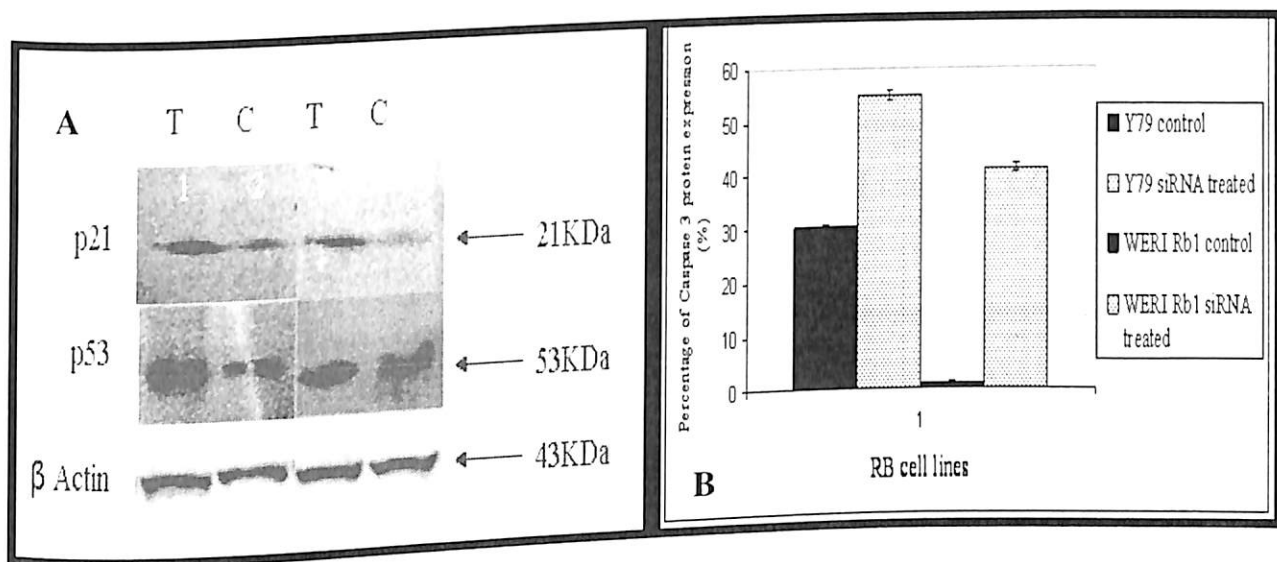 A
T C T C
p21 21KDa
p53 53KDa
β Actin 43KDa
Percentage of Caspase 3 protein expression
(%)
60
50
40
30
20
10
0
1
RB cell lines
B
Y79 control
Y79 siRNA treated
WERI Rb1 control
WERI Rb1 siRNA
treated